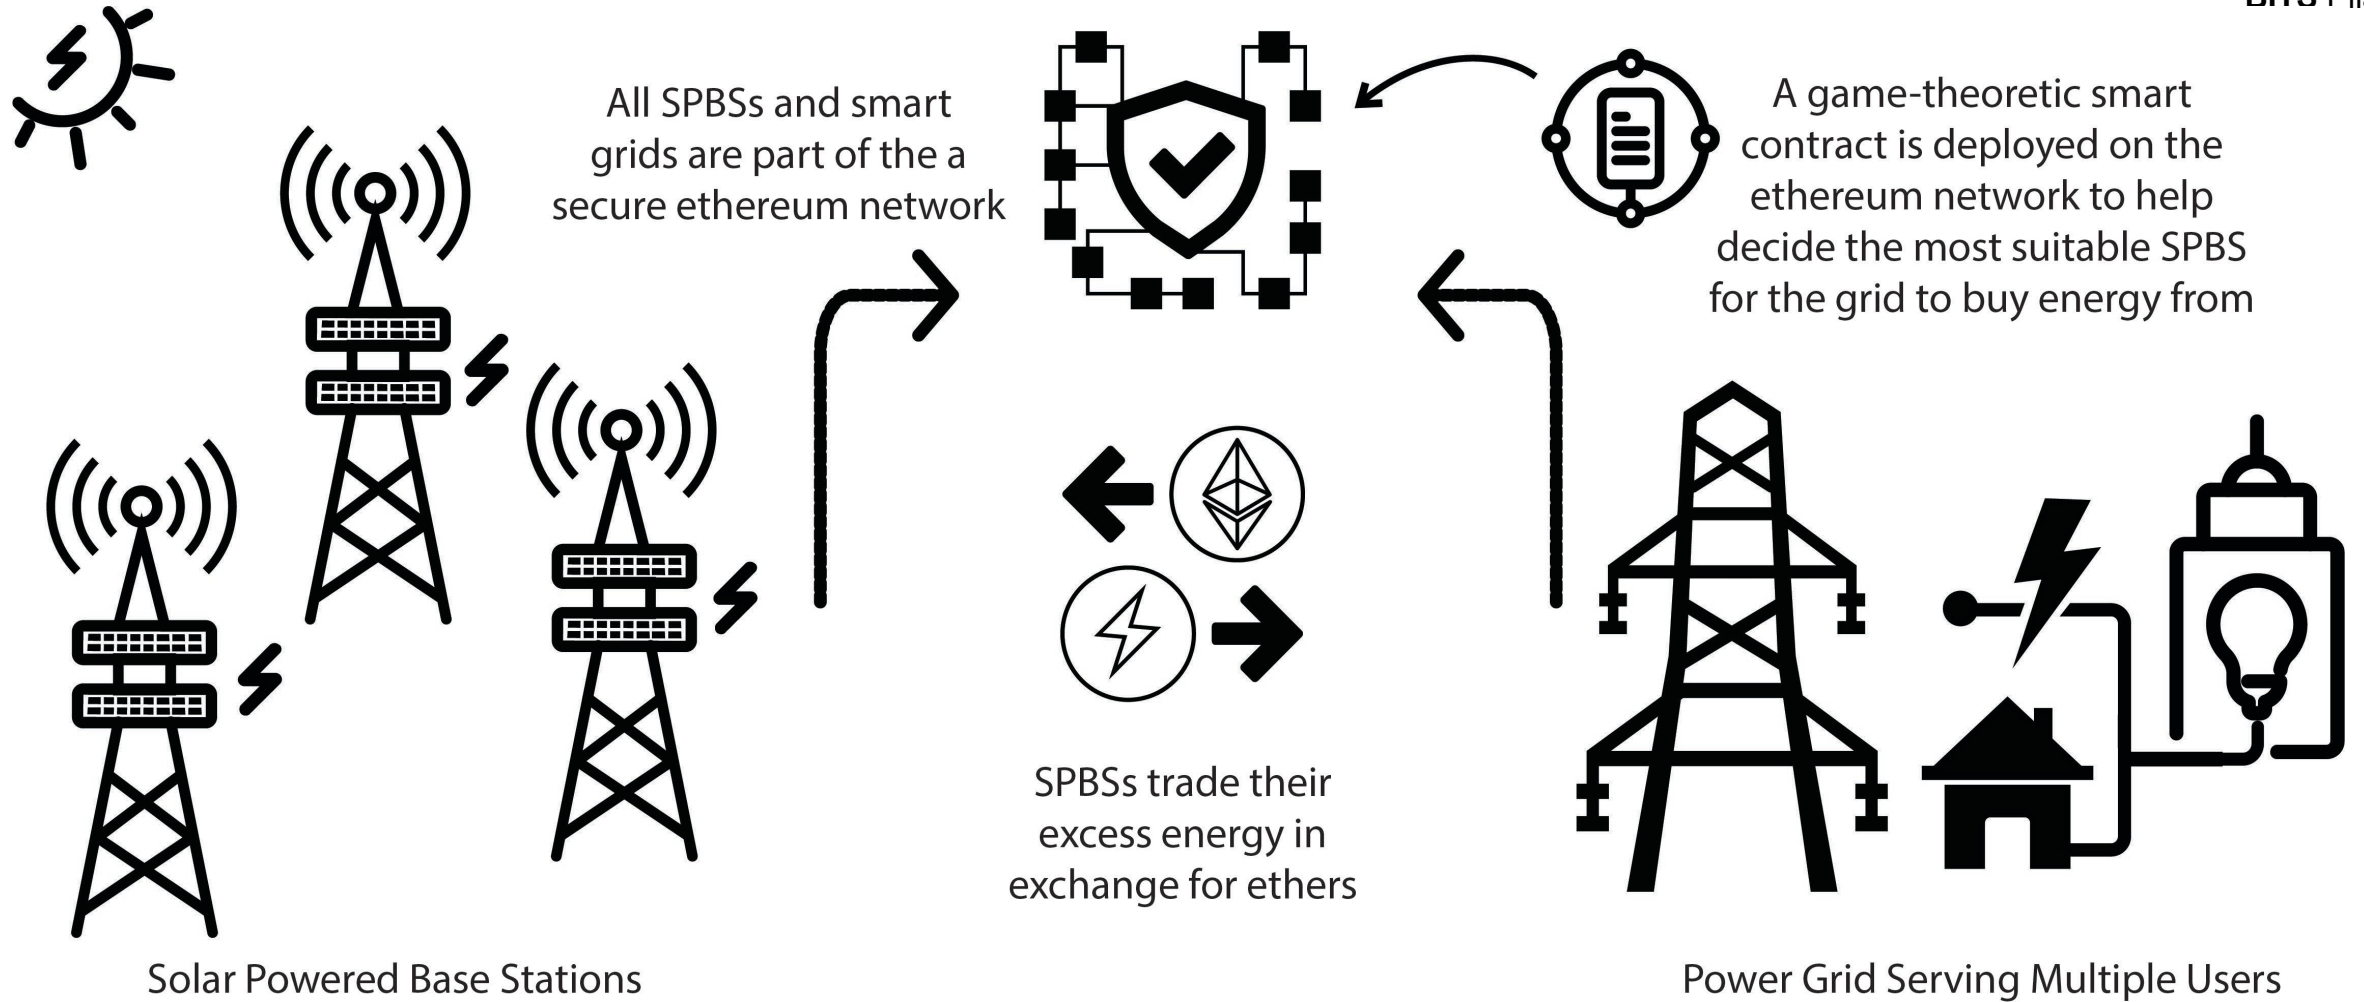 All SPBSs and smart
grids are part of the a
secure ethereum network
A game-theoretic smart
contract is deployed on the
ethereum network to help
decide the most suitable SPBS
for the grid to buy energy from
SPBSs trade their
excess energy in
exchange for ethers
Solar Powered Base Stations
Power Grid Serving Multiple Users